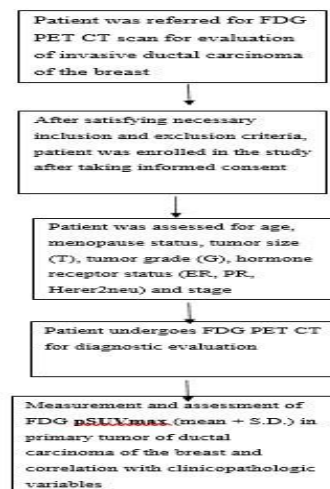 Patient was referred for FDG
PET CT scan for evaluation
of invasive ductal carcinoma
of the breast
After satisfying necessary
inclusion and exclusion criteria,
patient was enrolled in the study
after taking informed consent
Patient was assessed for age,
menopause status, tumor size
(T), tumor grade (G), hormone
receptor status (ER, PR,
Herer2neu) and stage
Patient undergoes FDG PET CT
for diagnostic evaluation
Measurement and assessment of
FDG pSUVmax (mean + S.D.) in
primary tumor of ductal
carcinoma of the breast and
correlation with clinicopathologic
variables